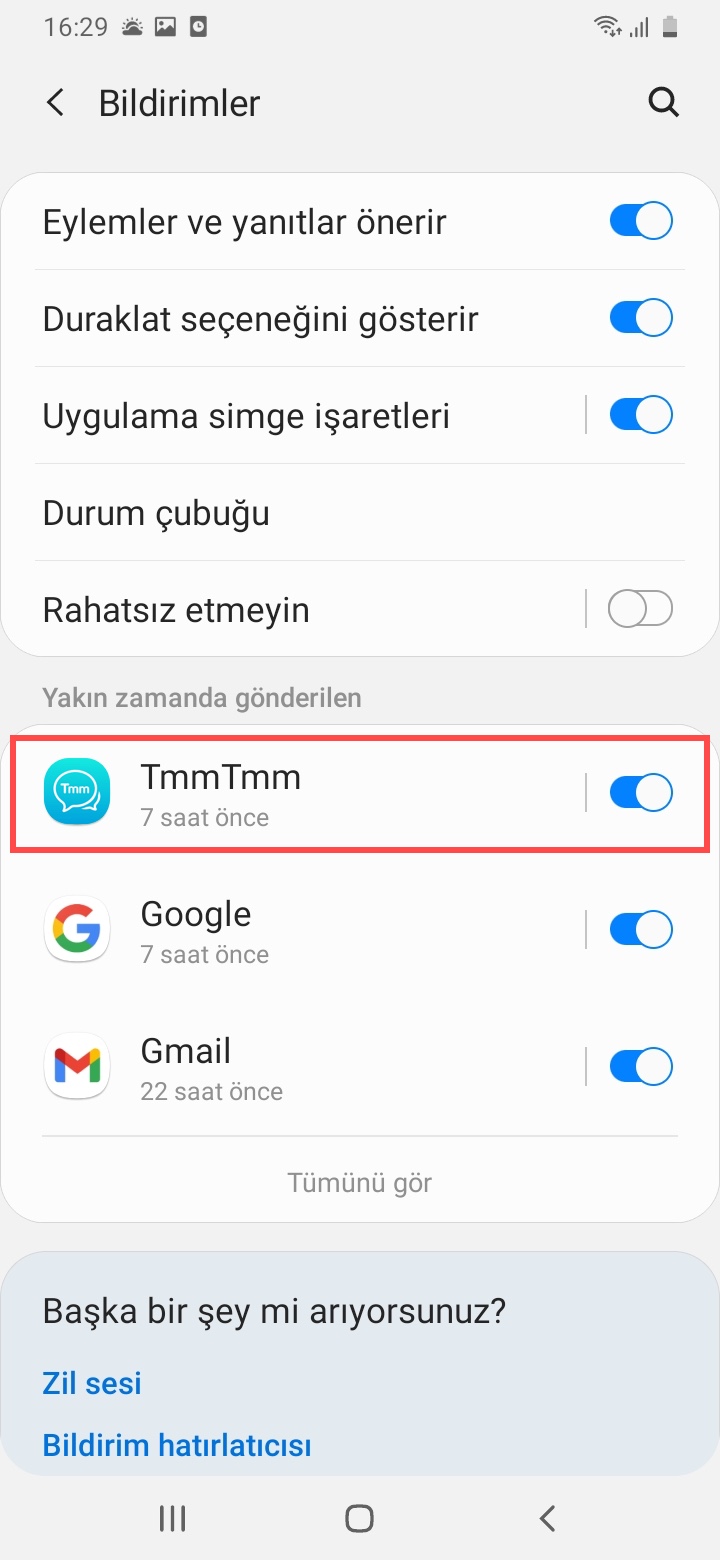 16:29
Bildirimler
Eylemler ve yanıtlar önerir
Duraklat seçeneğini gösterir
Uygulama simge işaretleri
Durum çubuğu
Rahatsız etmeyin
Yakın zamanda gönderilen
Tmm
TmmTmm
7 saat önce
Google
7 saat önce
Gmail
22 saat önce
Tümünü gör
Başka bir şey mi arıyorsunuz?
Zil sesi
Bildirim hatırlatıcısı